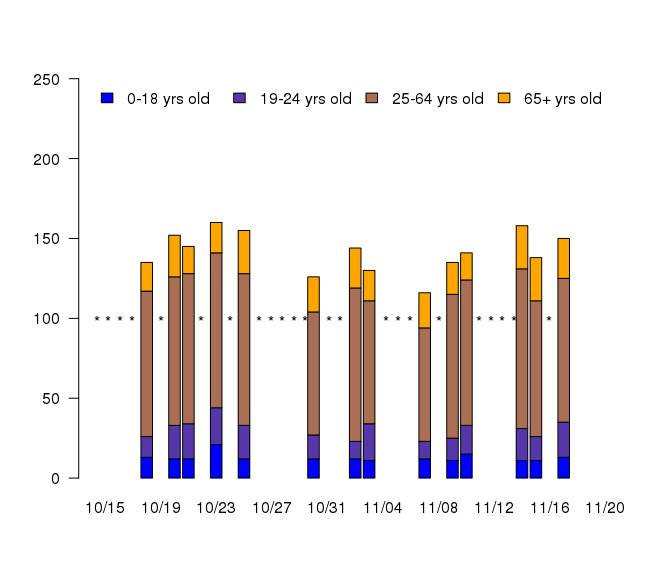 250
0-18 yrs old 19-24 yrs old 25-64 yrs old 65+ yrs old
200
150
100
* * * * * * * * * * * * * * * * * * * * * * * *
50
0
10/15 10/19 10/23 10/27 10/31 11/04 11/08 11/12 11/16 11/20